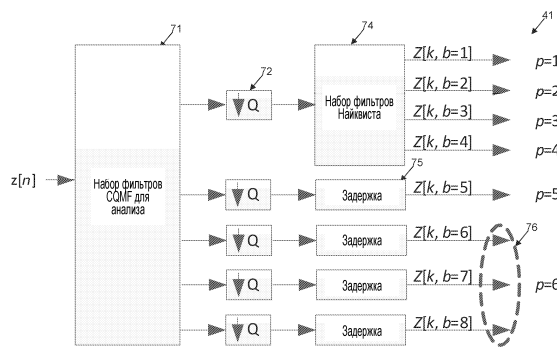 71
41
74
72
Z[k, b=1]
p=1
Z[k, b=2]
p=2
Q
Набор фильтров
Найквиста
Z[k, b=3]
p=3
Z[k, b=4]
p=4
75
z[n]
Набор фильтров
CQMF для
анализа
Q
Задержка
Z[k, b=5]
p=5
76
Q
Задержка
Z[k, b=6]
Q
Задержка
Z[k, b=7]
p=6
Q
Задержка
Z[k, b=8]